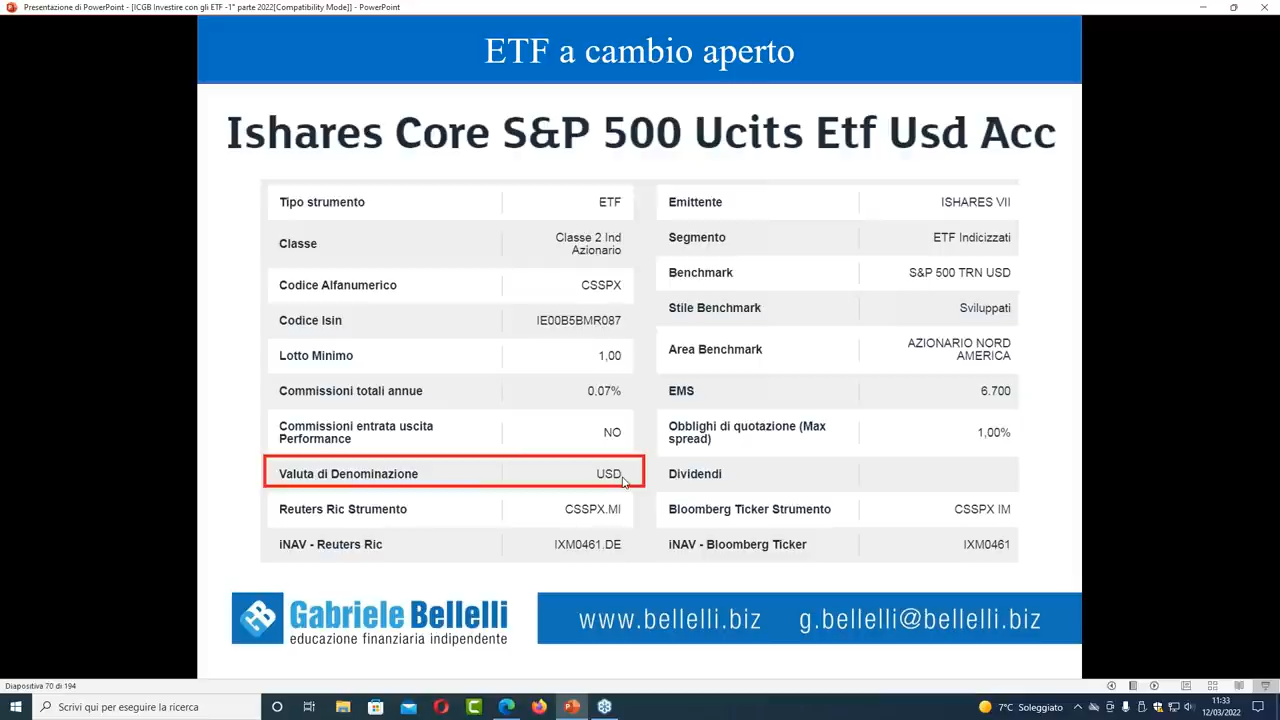 Presentazione di PowerPoint - [ICGB Investire con gli ETF -1° parte 2022[Compatibility Mode]] - PowerPoint
ETF a cambio aperto
Ishares Core S&P 500 Ucits Etf Usd Acc
Tipo strumento ETF
Classe Classe 2 Ind
Azionario
Codice Alfanumerico CSSPX
Codice Isin IE00B5BMR087
Lotto Minimo 1,00
Commissioni totali annue 0.07%
Commissioni entrata uscita
Performance NO
Valuta di Denominazione USD
Reuters Ric Strumento CSSPX.MI
iNAV - Reuters Ric IXM0461.DE
Emittente ISHARES VII
Segmento ETF Indicizzati
Benchmark S&P 500 TRN USD
Stile Benchmark Sviluppati
Area Benchmark AZIONARIO NORD
AMERICA
EMS 6.700
Obblighi di quotazione (Max
spread) 1,00%
Dividendi
Bloomberg Ticker Strumento CSSPX IM
iNAV - Bloomberg Ticker IXM0461
Gabriele Bellelli
educazione finanziaria indipendente
www.bellelli.biz g.bellelli@bellelli.biz
Diapositiva 70 di 194
Scrivi qui per eseguire la ricerca
7°C Soleggiato
11:33
12/03/2022